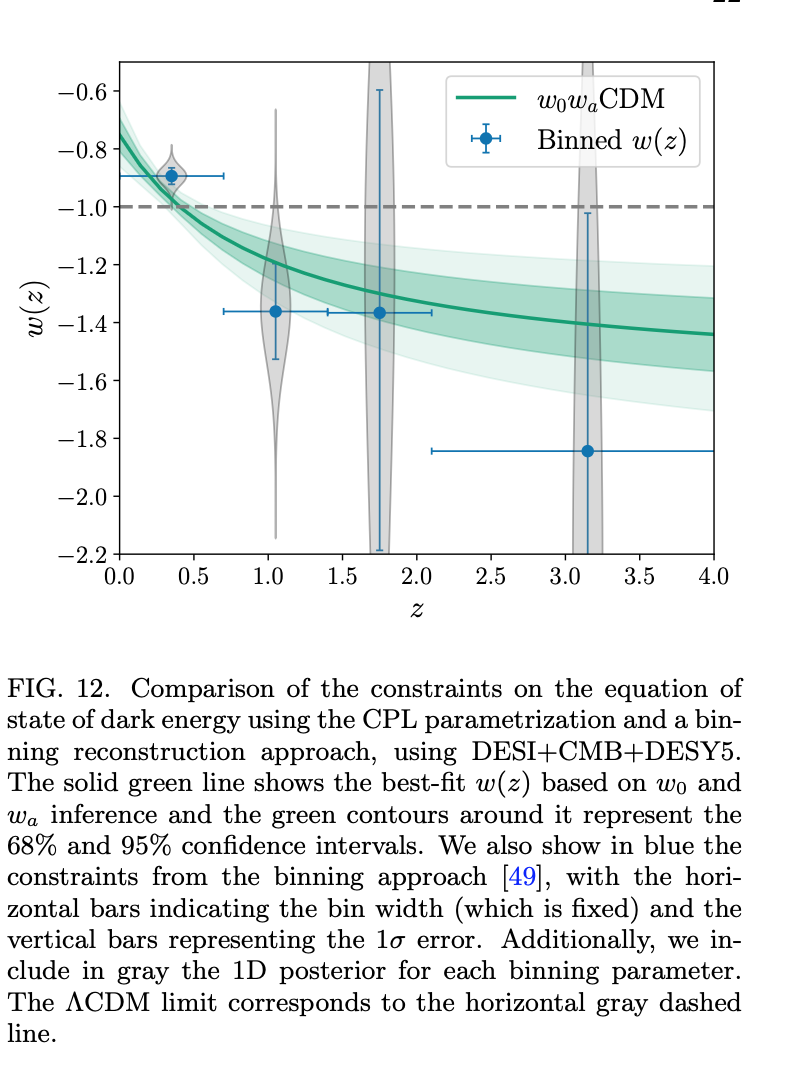 w₀wₐCDM
Binned w(z)
−0.6
−0.8
−1.0
−1.2
−1.4
−1.6
−1.8
−2.0
−2.2
w(z)
0.0 0.5 1.0 1.5 2.0 2.5 3.0 3.5 4.0
z
FIG. 12. Comparison of the constraints on the equation of
state of dark energy using the CPL parametrization and a bin-
ning reconstruction approach, using DESI+CMB+DESY5.
The solid green line shows the best-fit w(z) based on w₀ and
wₐ inference and the green contours around it represent the
68% and 95% confidence intervals. We also show in blue the
constraints from the binning approach [49], with the hori-
zontal bars indicating the bin width (which is fixed) and the
vertical bars representing the 1σ error. Additionally, we in-
clude in gray the 1D posterior for each binning parameter.
The ΛCDM limit corresponds to the horizontal gray dashed
line.